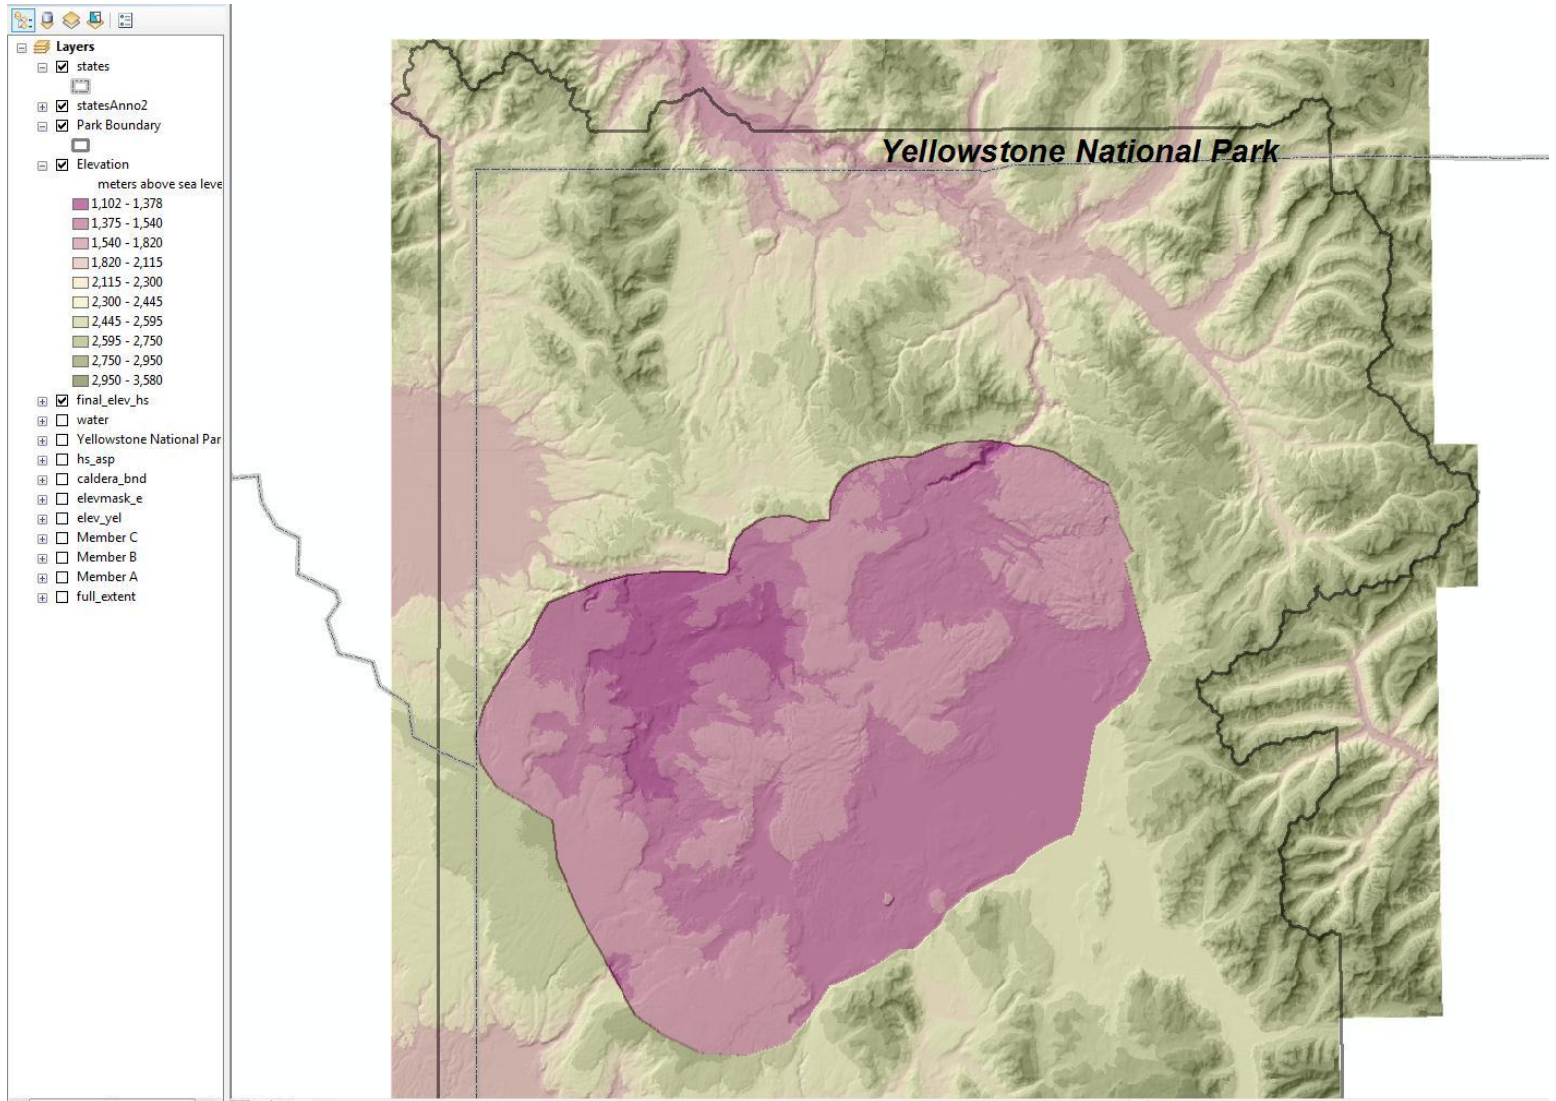 Layers
states
statesAnno2
Park Boundary
Elevation
meters above sea leve
1,102 - 1,378
1,375 - 1,540
1,540 - 1,820
1,820 - 2,115
2,115 - 2,300
2,300 - 2,445
2,445 - 2,595
2,595 - 2,750
2,750 - 2,950
2,950 - 3,580
final_elev_hs
water
Yellowstone National Par
hs_asp
caldera_bnd
elevmask_e
elev_yel
Member C
Member B
Member A
full_extent
Yellowstone National Park